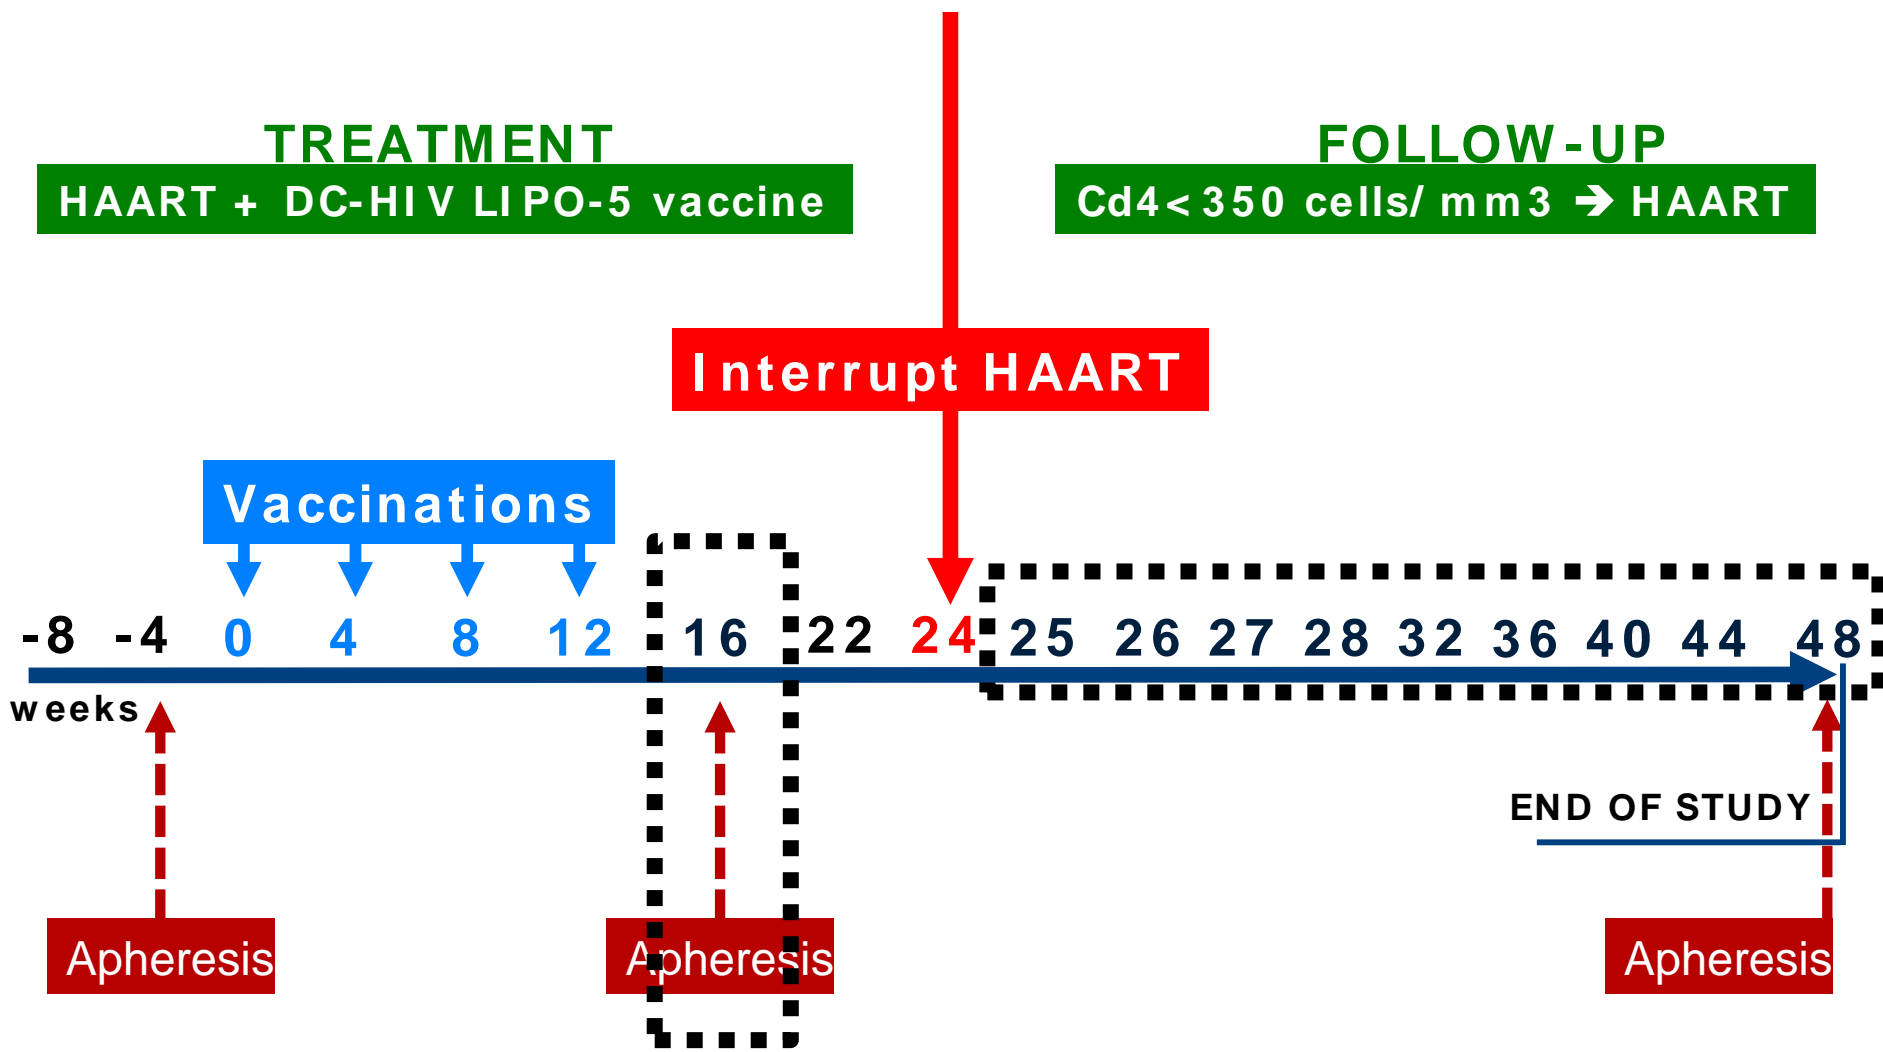 TREATMENT
HAART + DC-HIV LIPO-5 vaccine
FOLLOW-UP
Cd4<350 cells/mm3 ➔ HAART
Interrupt HAART
Vaccinations
-8 -4 0 4 8 12 16 22 24 25 26 27 28 32 36 40 44 48
weeks
END OF STUDY
Apheresis
Apheresis
Apheresis